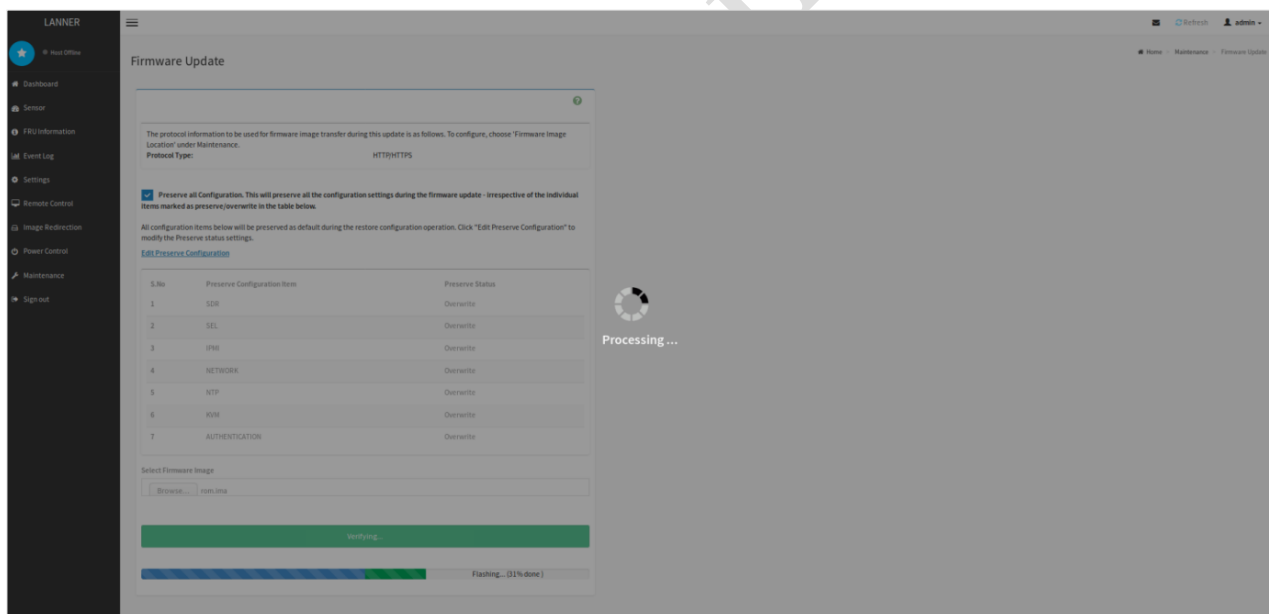 LANNER
Refresh
admin
Host Offline
Home - Maintenance - Firmware Update
Firmware Update
Dashboard
Sensor
FRU Information
Event Log
Settings
Remote Control
Image Redirection
Power Control
Maintenance
Sign out
The protocol information to be used for firmware image transfer during this update is as follows. To configure, choose 'Firmware Image
Location' under Maintenance.
Protocol Type: HTTP/HTTPS
Preserve all Configuration. This will preserve all the configuration settings during the firmware update - irrespective of the individual
items marked as preserve/overwrite in the table below.
All configuration items below will be preserved as default during the restore configuration operation. Click "Edit Preserve Configuration" to
modify the Preserve status settings.
Edit Preserve Configuration
S.No Preserve Configuration Item Preserve Status
1 SDR Overwrite
2 SEL Overwrite
3 IPMI Overwrite
4 NETWORK Overwrite
5 NTP Overwrite
6 KVM Overwrite
7 AUTHENTICATION Overwrite
Select Firmware Image
Browse... rom.ima
Verifying...
Flashing... (31% done )
Processing ...